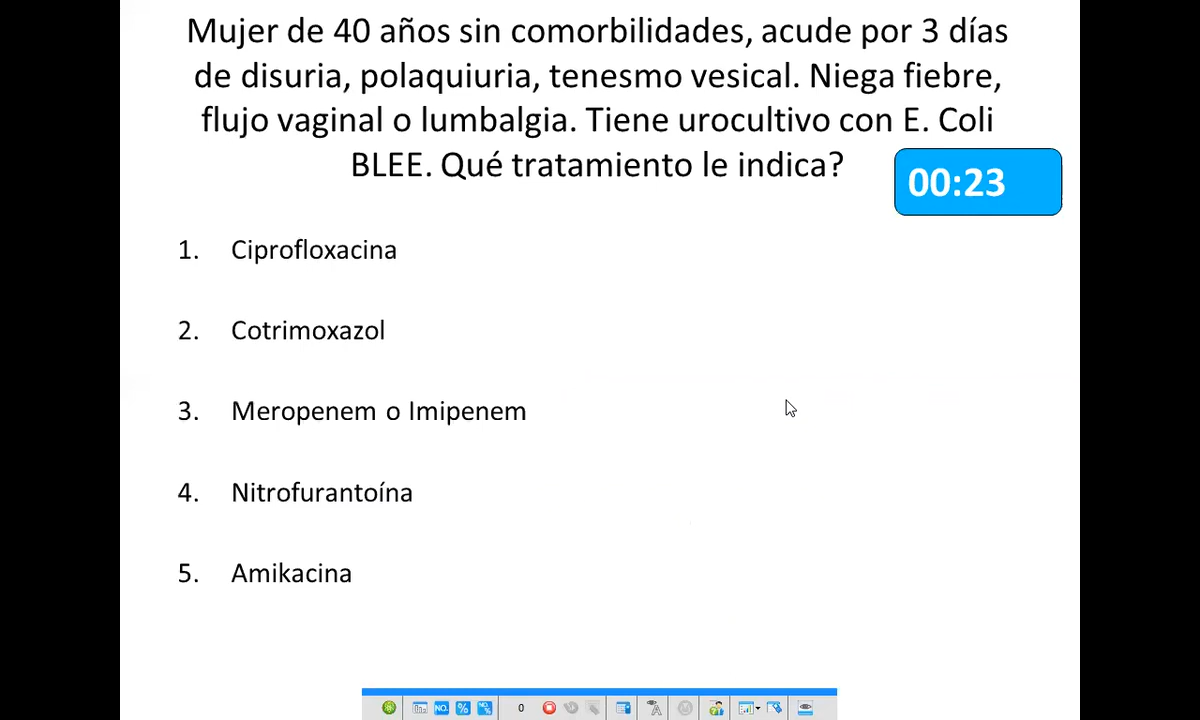 Mujer de 40 años sin comorbilidades, acude por 3 días
de disuria, polaquiuria, tenesmo vesical. Niega fiebre,
flujo vaginal o lumbalgia. Tiene urocultivo con E. Coli
BLEE. Qué tratamiento le indica?
00:23
1. Ciprofloxacina
2. Cotrimoxazol
3. Meropenem o Imipenem
4. Nitrofurantoína
5. Amikacina
NO. % 0